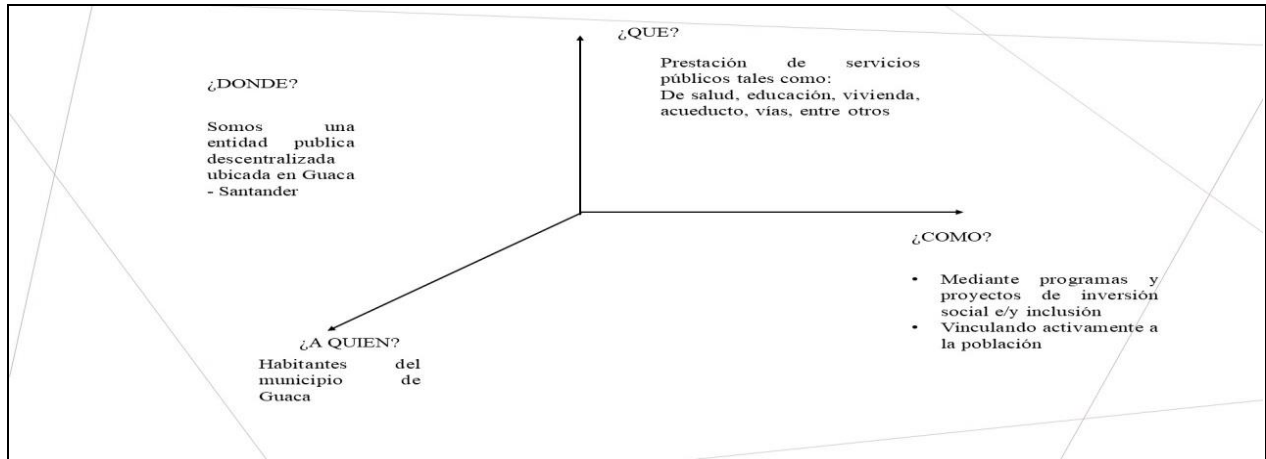 ¿QUE?
Prestación de servicios
públicos tales como:
De salud, educación, vivienda,
acueducto, vías, entre otros
¿DONDE?
Somos una
entidad publica
descentralizada
ubicada en Guaca
- Santander
¿COMO?
• Mediante programas y
proyectos de inversión
social e/y inclusión
• Vinculando activamente a
la población
¿A QUIEN?
Habitantes del
municipio de
Guaca